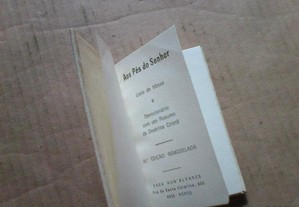 Aos Pés do Senhor
Livro de Missa
e
Devocionário
com um Resumo
da Doutrina Cristã
EDIÇÃO REMODELADA
CASA NUN'ALVARES
Rua de Santa Catarina,
PORTO